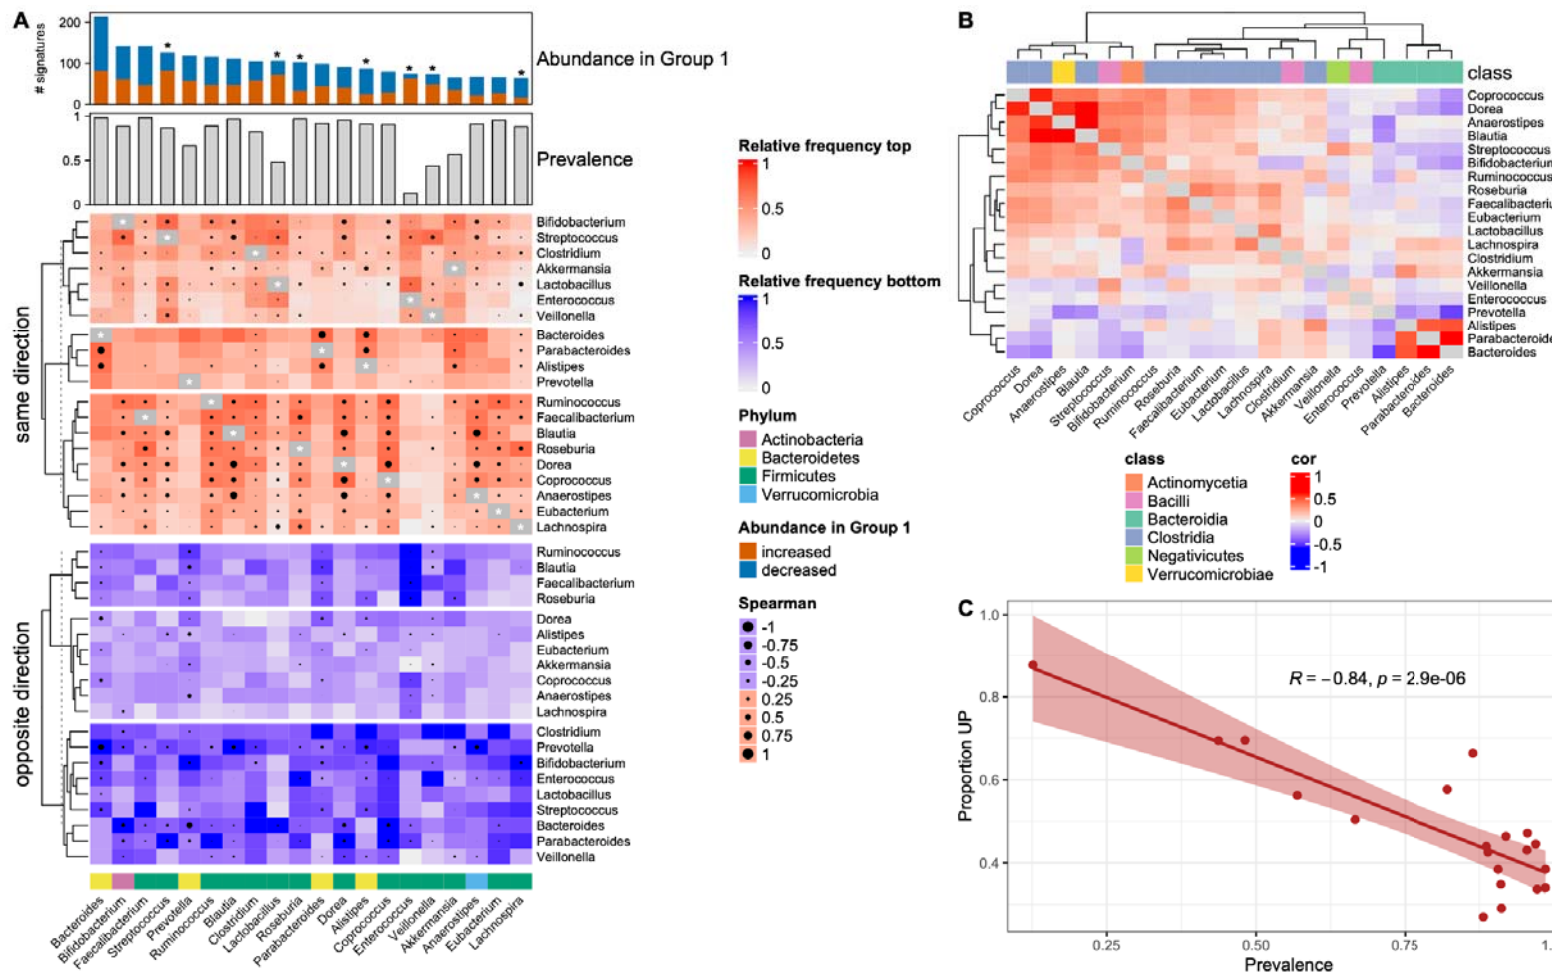 A
# signatures
200
100
0
Abundance in Group 1
1
0.5
0
Prevalence
same direction
Bifidobacterium
Streptococcus
Clostridium
Akkermansia
Lactobacillus
Enterococcus
Veillonella
Bacteroides
Parabacteroides
Alistipes
Prevotella
Ruminococcus
Faecalibacterium
Blautia
Roseburia
Dorea
Coprococcus
Anaerostipes
Eubacterium
Lachnospira
opposite direction
Ruminococcus
Blautia
Faecalibacterium
Roseburia
Dorea
Alistipes
Eubacterium
Akkermansia
Coprococcus
Anaerostipes
Lachnospira
Clostridium
Prevotella
Bifidobacterium
Enterococcus
Lactobacillus
Streptococcus
Bacteroides
Parabacteroides
Veillonella
Bacteroides
Bifidobacterium
Faecalibacterium
Streptococcus
Prevotella
Ruminococcus
Blautia
Clostridium
Lactobacillus
Roseburia
Parabacteroides
Dorea
Alistipes
Coprococcus
Enterococcus
Veillonella
Akkermansia
Anaerostipes
Eubacterium
Lachnospira
Relative frequency top
1
0.5
0
Relative frequency bottom
1
0.5
0
Phylum
Actinobacteria
Bacteroidetes
Firmicutes
Verrucomicrobia
Abundance in Group 1
increased
decreased
Spearman
-1
-0.75
-0.5
-0.25
0.25
0.5
0.75
1
B
class
Coprococcus
Dorea
Anaerostipes
Blautia
Streptococcus
Bifidobacterium
Ruminococcus
Roseburia
Faecalibacteriu
Eubacterium
Lactobacillus
Lachnospira
Clostridium
Akkermansia
Veillonella
Enterococcus
Prevotella
Alistipes
Parabacteroide
Bacteroides
Coprococcus
Dorea
Anaerostipes
Blautia
Streptococcus
Bifidobacterium
Ruminococcus
Roseburia
Faecalibacterium
Eubacterium
Lactobacillus
Lachnospira
Clostridium
Akkermansia
Veillonella
Enterococcus
Prevotella
Alistipes
Parabacteroides
Bacteroides
class
Actinomycetia
Bacilli
Bacteroidia
Clostridia
Negativicutes
Verrucomicrobiae
cor
1
0.5
0
-0.5
-1
C
Proportion UP
1.0
0.8
0.6
0.4
R = −0.84, p = 2.9e-06
0.25
0.50
0.75
1.
Prevalence